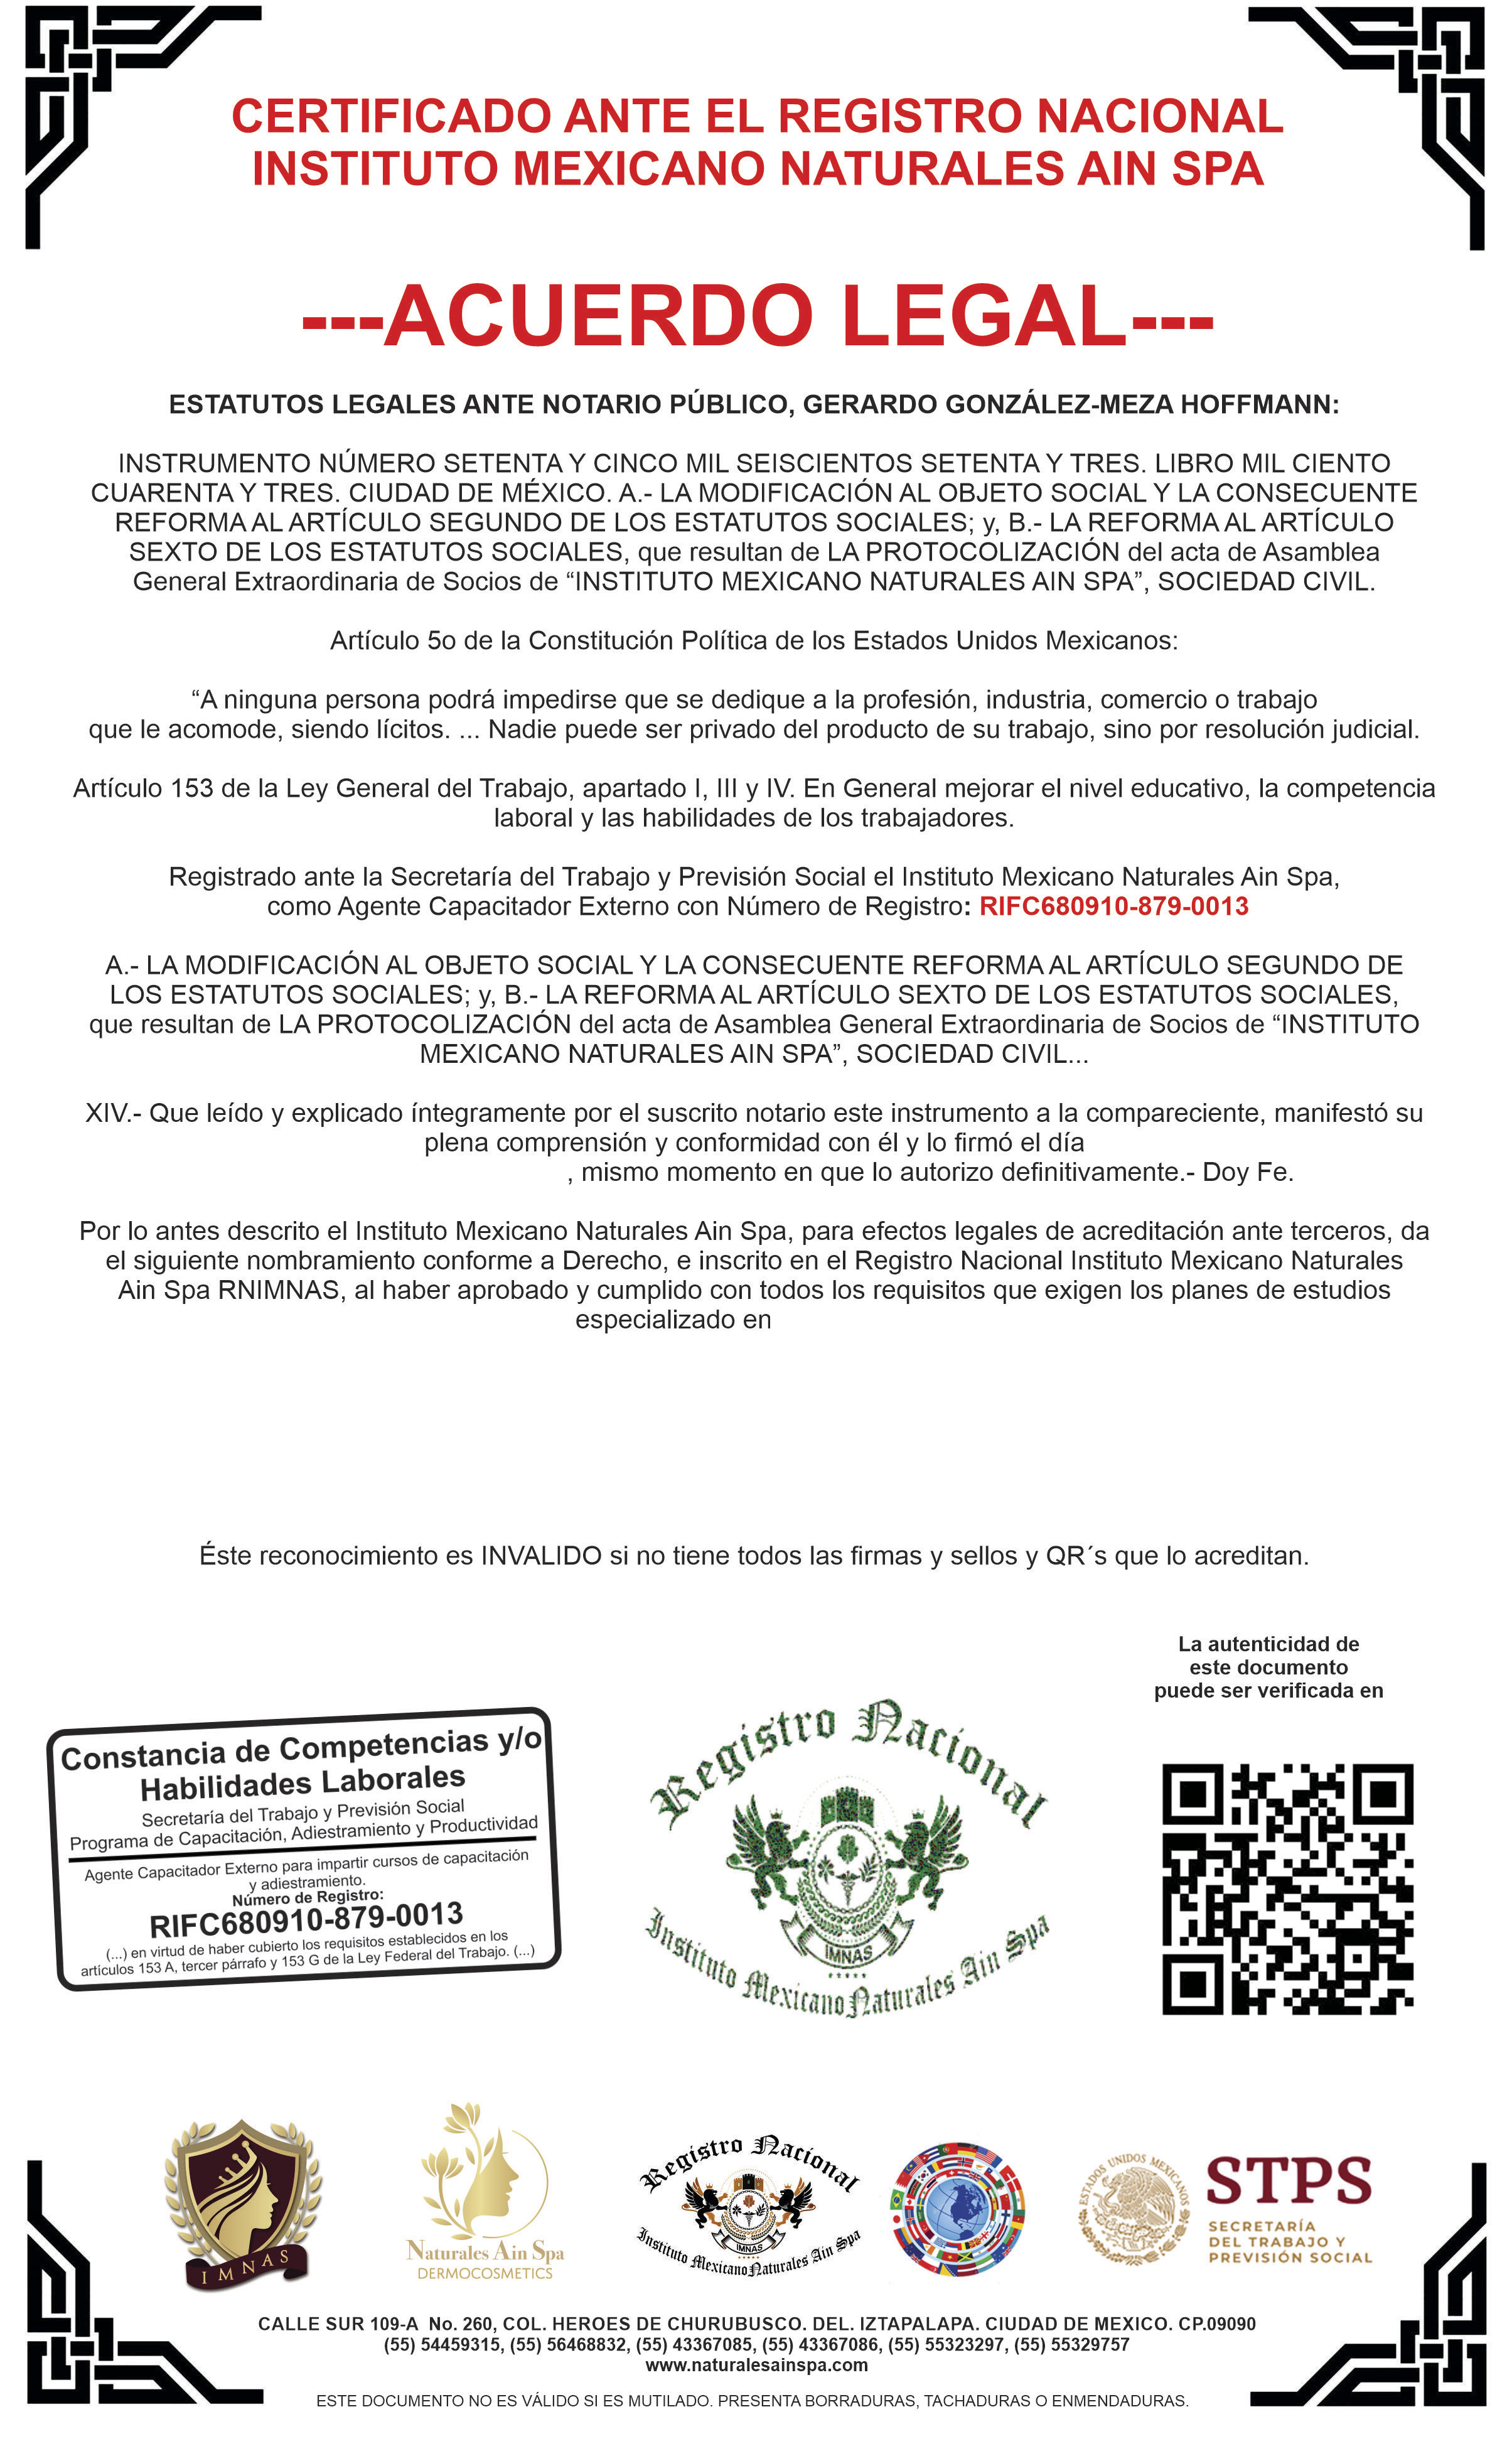 CERTIFICADO ANTE EL REGISTRO NACIONAL
INSTITUTO MEXICANO NATURALES AIN SPA
---ACUERDO LEGAL---
ESTATUTOS LEGALES ANTE NOTARIO PÚBLICO, GERARDO GONZÁLEZ-MEZA HOFFMANN:
INSTRUMENTO NÚMERO SETENTA Y CINCO MIL SEISCIENTOS SETENTA Y TRES. LIBRO MIL CIENTO
CUARENTA Y TRES. CIUDAD DE MÉXICO. A.- LA MODIFICACIÓN AL OBJETO SOCIAL Y LA CONSECUENTE
REFORMA AL ARTÍCULO SEGUNDO DE LOS ESTATUTOS SOCIALES; y, B.- LA REFORMA AL ARTÍCULO
SEXTO DE LOS ESTATUTOS SOCIALES, que resultan de LA PROTOCOLIZACIÓN del acta de Asamblea
General Extraordinaria de Socios de “INSTITUTO MEXICANO NATURALES AIN SPA”, SOCIEDAD CIVIL.
Artículo 5o de la Constitución Política de los Estados Unidos Mexicanos:
“A ninguna persona podrá impedirse que se dedique a la profesión, industria, comercio o trabajo
que le acomode, siendo lícitos. ... Nadie puede ser privado del producto de su trabajo, sino por resolución judicial.
Artículo 153 de la Ley General del Trabajo, apartado I, III y IV. En General mejorar el nivel educativo, la competencia
laboral y las habilidades de los trabajadores.
Registrado ante la Secretaría del Trabajo y Previsión Social el Instituto Mexicano Naturales Ain Spa,
como Agente Capacitador Externo con Número de Registro: RIFC680910-879-0013
A.- LA MODIFICACIÓN AL OBJETO SOCIAL Y LA CONSECUENTE REFORMA AL ARTÍCULO SEGUNDO DE
LOS ESTATUTOS SOCIALES; y, B.- LA REFORMA AL ARTÍCULO SEXTO DE LOS ESTATUTOS SOCIALES,
que resultan de LA PROTOCOLIZACIÓN del acta de Asamblea General Extraordinaria de Socios de “INSTITUTO
MEXICANO NATURALES AIN SPA”, SOCIEDAD CIVIL...
XIV.- Que leído y explicado íntegramente por el suscrito notario este instrumento a la compareciente, manifestó su
plena comprensión y conformidad con él y lo firmó el día
, mismo momento en que lo autorizo definitivamente.- Doy Fe.
Por lo antes descrito el Instituto Mexicano Naturales Ain Spa, para efectos legales de acreditación ante terceros, da
el siguiente nombramiento conforme a Derecho, e inscrito en el Registro Nacional Instituto Mexicano Naturales
Ain Spa RNIMNAS, al haber aprobado y cumplido con todos los requisitos que exigen los planes de estudios
especializado en
Éste reconocimiento es INVALIDO si no tiene todos las firmas y sellos y QR´s que lo acreditan.
La autenticidad de
este documento
puede ser verificada en
Constancia de Competencias y/o
Habilidades Laborales
Secretaría del Trabajo y Previsión Social
Programa de Capacitación, Adiestramiento y Productividad
Agente Capacitador Externo para impartir cursos de capacitación
y adiestramiento.
Número de Registro:
RIFC680910-879-0013
(...) en virtud de haber cubierto los requisitos establecidos en los
artículos 153 A, tercer párrafo y 153 G de la Ley Federal del Trabajo. (...)
Registro Nacional
IMNAS
Instituto Mexicano Naturales Ain Spa
IMNAS
Naturales Ain Spa
DERMOCOSMETICS
Registro Nacional
IMNAS
Instituto Mexicano Naturales Ain Spa
ESTADOS UNIDOS MEXICANOS
STPS
SECRETARÍA
DEL TRABAJO Y
PREVISIÓN SOCIAL
CALLE SUR 109-A No. 260, COL. HEROES DE CHURUBUSCO. DEL. IZTAPALAPA. CIUDAD DE MEXICO. CP.09090
(55) 54459315, (55) 56468832, (55) 43367085, (55) 43367086, (55) 55323297, (55) 55329757
www.naturalesainspa.com
ESTE DOCUMENTO NO ES VÁLIDO SI ES MUTILADO. PRESENTA BORRADURAS, TACHADURAS O ENMENDADURAS.